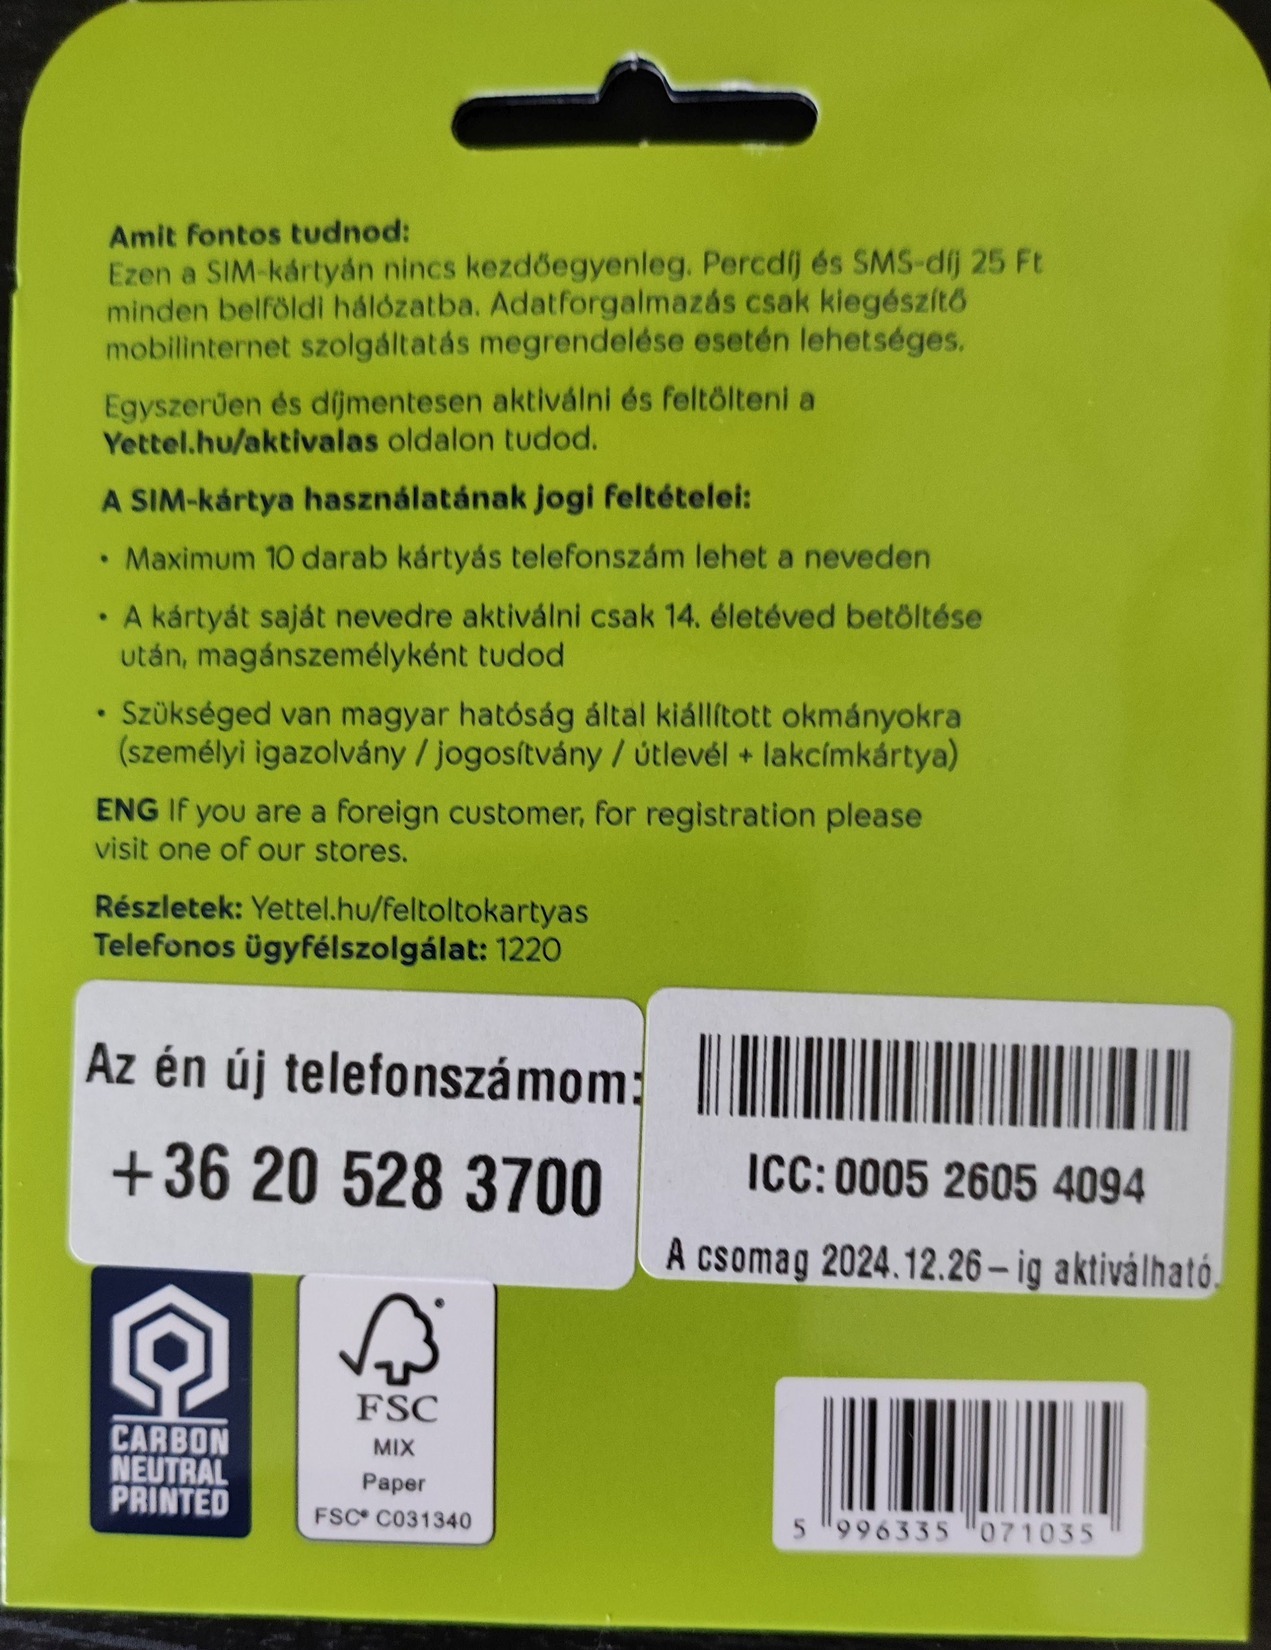 Amit fontos tudnod:
Ezen a SIM-kártyán nincs kezdőegyenleg. Percdíj és SMS-díj 25 Ft
minden belföldi hálózatba. Adatforgalmazás csak kiegészítő
mobilinternet szolgáltatás megrendelése esetén lehetséges.
Egyszerűen és díjmentesen aktiválni és feltölteni a
Yettel.hu/aktivalas oldalon tudod.
A SIM-kártya használatának jogi feltételei:
• Maximum 10 darab kártyás telefonszám lehet a neveden
• A kártyát saját nevedre aktiválni csak 14. életéved betöltése
után, magánszemélyként tudod
• Szükséged van magyar hatóság által kiállított okmányokra
(személyi igazolvány / jogosítvány / útlevél + lakcímkártya)
ENG If you are a foreign customer, for registration please
visit one of our stores.
Részletek: Yettel.hu/feltoltokartyas
Telefonos ügyfélszolgálat: 1220
Az én új telefonszámom:
+36 20 528 3700
ICC: 0005 2605 4094
A csomag 2024.12.26– ig aktiválható.
CARBON
NEUTRAL
PRINTED
FSC
MIX
Paper
FSC® C031340
5 996335 071035